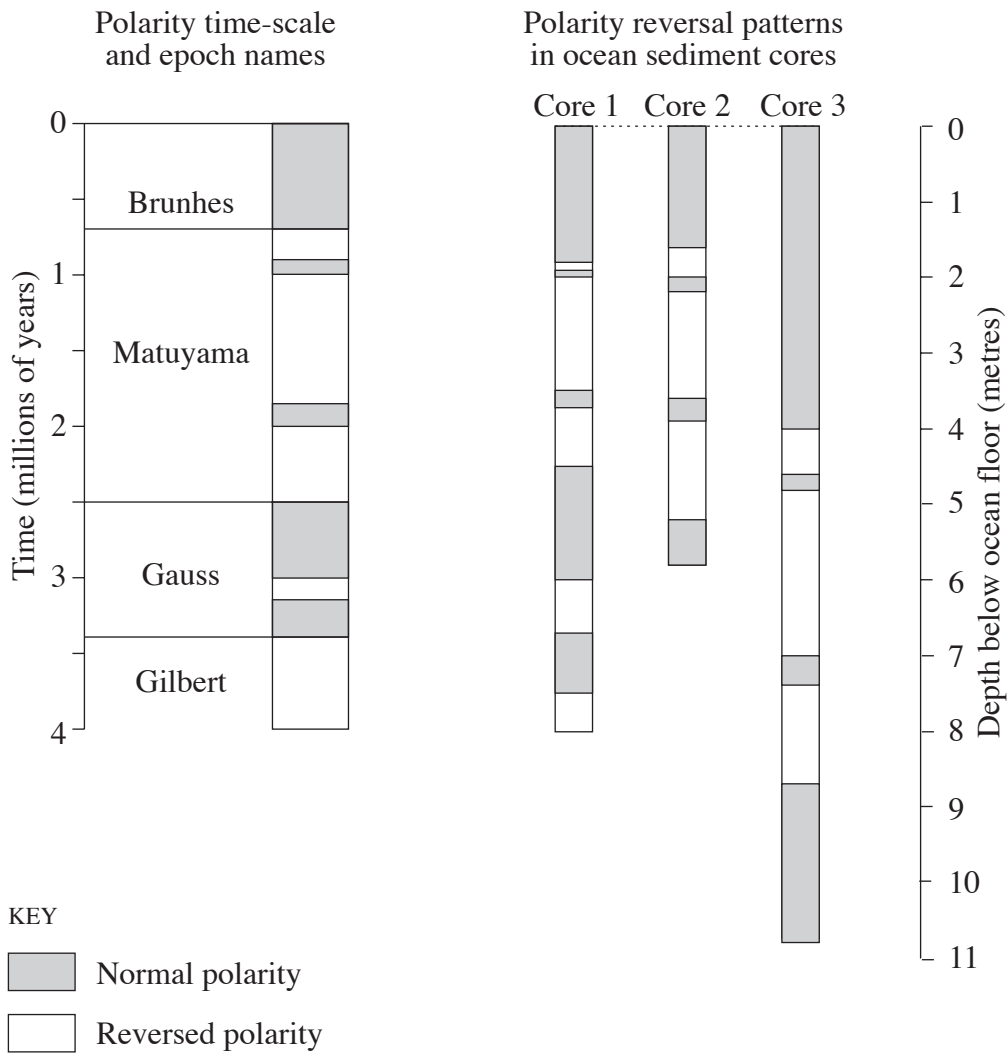 Polarity time-scale
and epoch names
Time (millions of years)
0
1
2
3
4
Brunhes
Matuyama
Gauss
Gilbert
Polarity reversal patterns
in ocean sediment cores
Core 1
Core 2
Core 3
0
1
2
3
4
5
6
7
8
9
10
11
Depth below ocean floor (metres)
KEY
Normal polarity
Reversed polarity